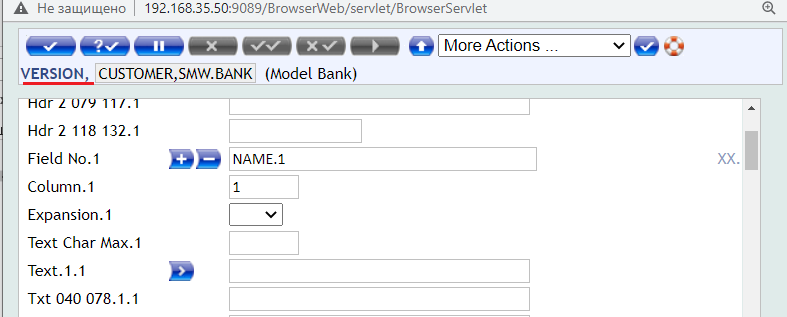 Не защищено 192.168.35.50:9089/BrowserWeb/servlet/BrowserServlet
More Actions ...
VERSION, CUSTOMER,SMW.BANK (Model Bank)
Hdr 2 079 117.1
Hdr 2 118 132.1
Field No.1 NAME.1 XX.
Column.1 1
Expansion.1
Text Char Max.1
Text.1.1
Txt 040 078.1.1